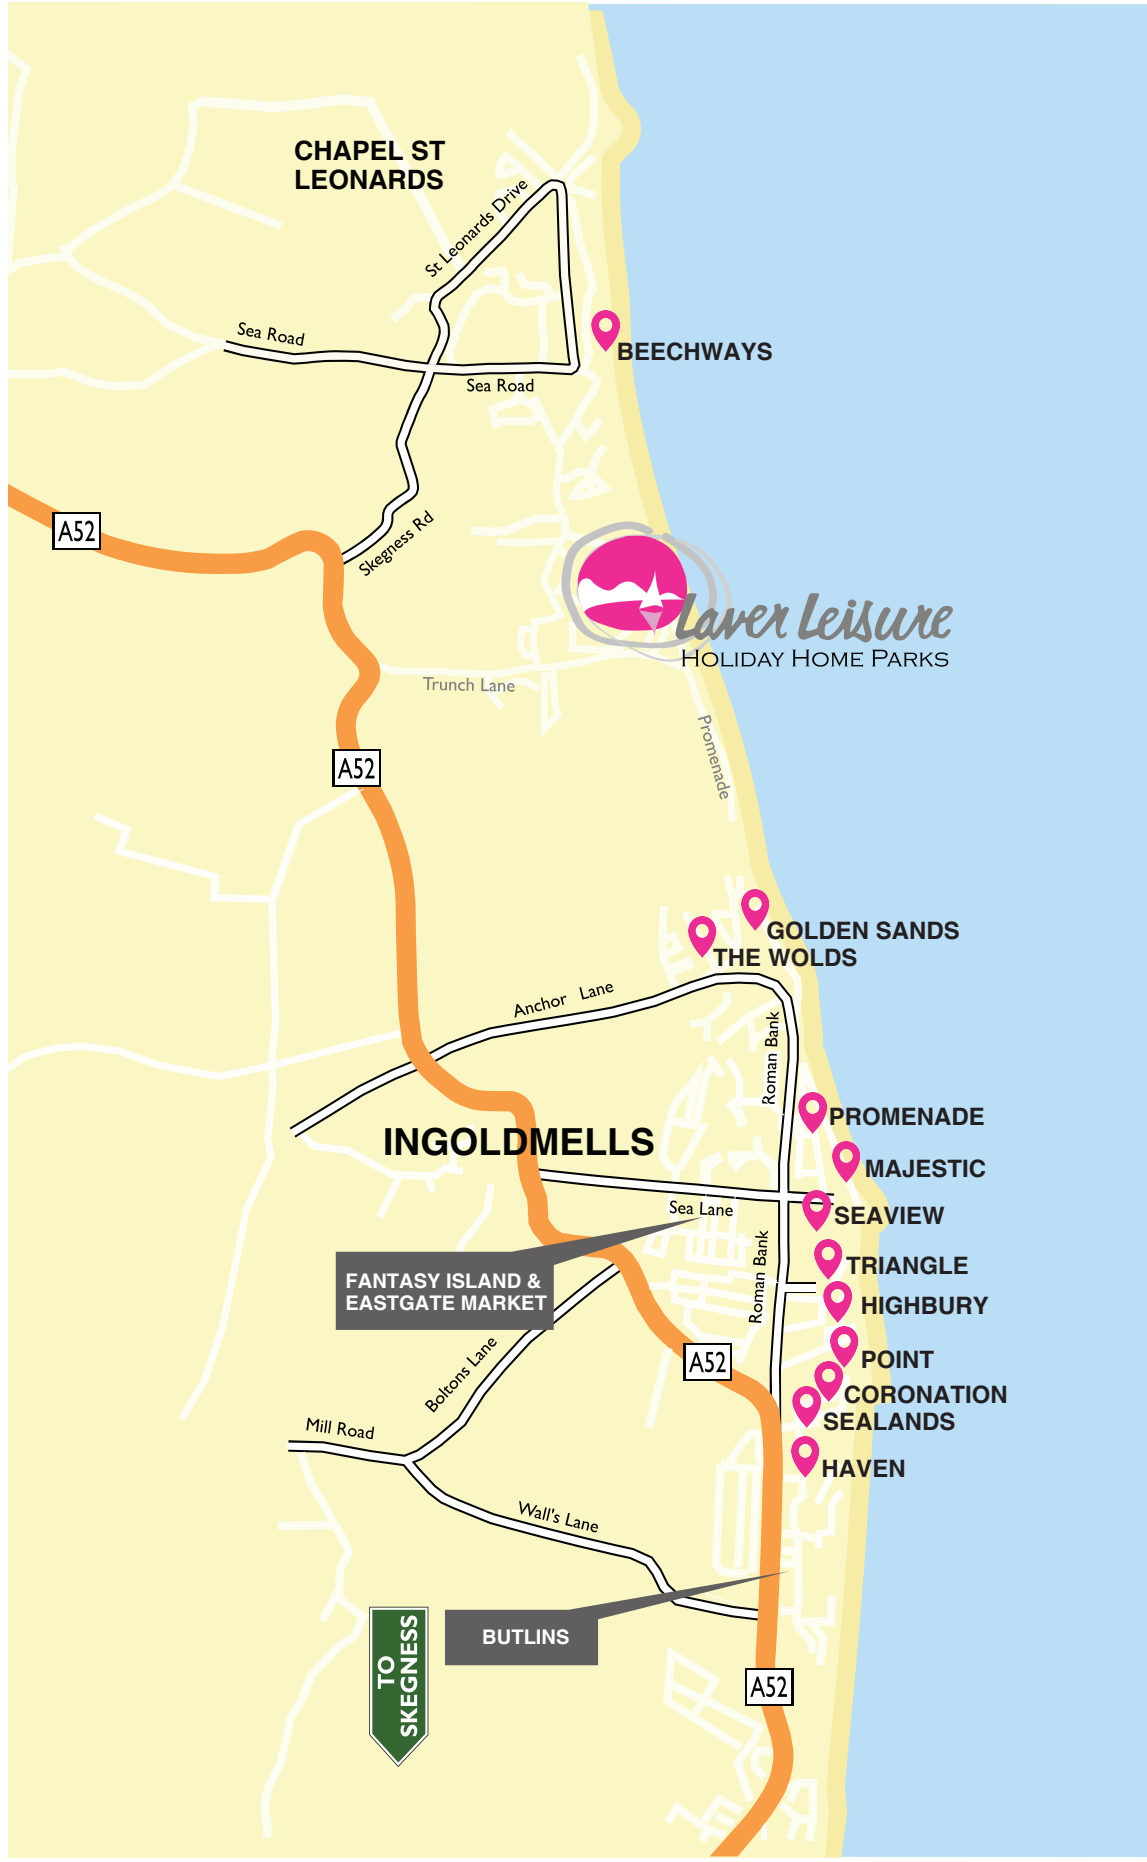 CHAPEL ST
LEONARDS
St Leonards Drive
Sea Road
BEECHWAYS
Sea Road
A52
Skegness Rd
Laver Leisure
HOLIDAY HOME PARKS
Trunch Lane
Promenade
A52
GOLDEN SANDS
THE WOLDS
Anchor Lane
Roman Bank
PROMENADE
INGOLDMELLS
MAJESTIC
Sea Lane
SEAVIEW
Roman Bank
TRIANGLE
FANTASY ISLAND &
EASTGATE MARKET
HIGHBURY
A52
POINT
Boltons Lane
CORONATION
SEALANDS
Mill Road
HAVEN
Wall's Lane
BUTLINS
TO
SKEGNESS
A52